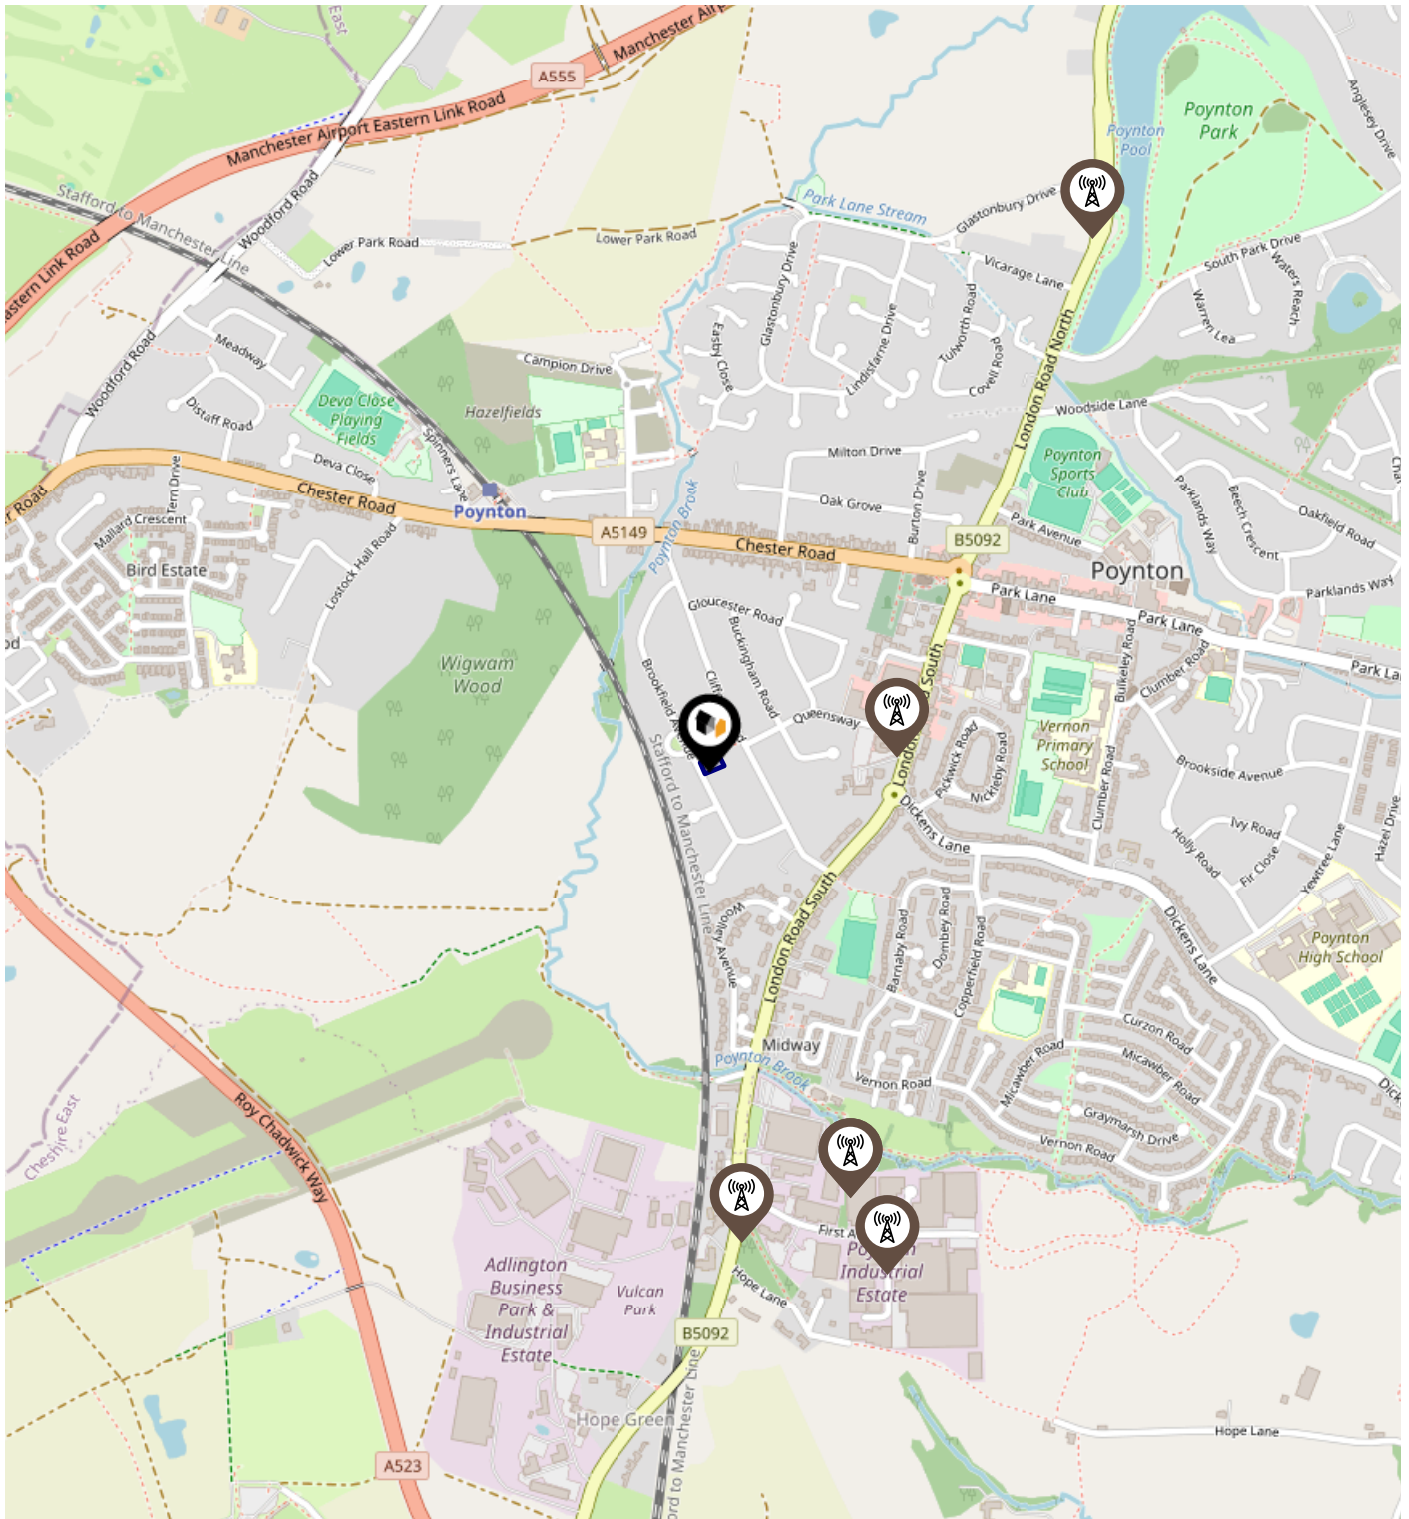 East
Manchester Airp
A555
Manchester Airport Eastern Link Road
Anglesey Drive
Poynton
Park
Poynton
Pool
Stafford to Manchester Line
Woodford Road
Park Lane Stream
Glastonbury Drive
Lower Park Road
Lower Park Road
South Park Drive
Eastern Link Road
Glastonbury Drive
Vicarage Lane
Waters Reach
Warren Lea
Tulworth Road
Lindisfarne Drive
Easby Close
Covell Road
London Road North
Meadway
Woodford Road
Campion Drive
Distaff Road
Deva Close
Playing
Fields
Hazelfields
Woodside Lane
Spinners Lane
Deva Close
Milton Drive
Poynton
Sports
Club
Tern Drive
Chester Road
Poynton
Oak Grove
Burton Drive
Parklands Way
Beech Crescent
Oakfield Road
Mallard Crescent
Poynton Brook
A5149
Chester Road
B5092
Park Avenue
Bird Estate
Lostock Hall Road
Poynton
Parklands Way
Park Lane
Gloucester Road
Park Lane
Park La
Buckingham Road
Bulkeley Road
Clumber Road
Wigwam
Wood
Brookfield Avenue
Queensway
London Road South
Pickwick Road
Nickleby Road
Vernon
Primary
School
Brookside Avenue
Stafford to Manchester Line
Clumber Road
Dickens Lane
Ivy Road
Holly Road
Fir Close
Yewtree Lane
Hazel Drive
London Road South
Woolley Avenue
Barnaby Road
Dombey Road
Copperfield Road
Dickens Lane
Poynton
High School
Midway
Poynton Brook
Vernon Road
Curzon Road
Micawber Road
Micawber Road
Graymarsh Drive
Vernon Road
Cheshire East
Roy Chadwick Way
First A
Poynton
Industrial
Estate
Adlington
Business
Park &
Industrial
Estate
Vulcan
Park
Hope Lane
B5092
Hope Green
Hope Lane
A523
ord to Manchester Line